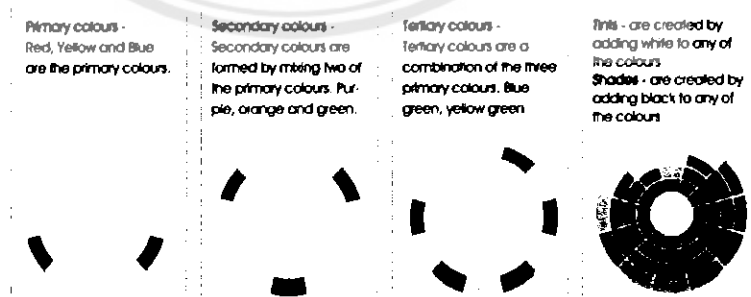 Primary colours -
Red, Yellow and Blue
are the primary colours.
Secondary colours -
Secondary colours are
formed by mixing two of
the primary colours. Pur-
ple, orange and green.
Tertiary colours -
Tertiary colours are a
combination of the three
primary colours. Blue
green, yellow green
Tints - are created by
adding white to any of
the colours
Shades - are created by
adding black to any of
the colours